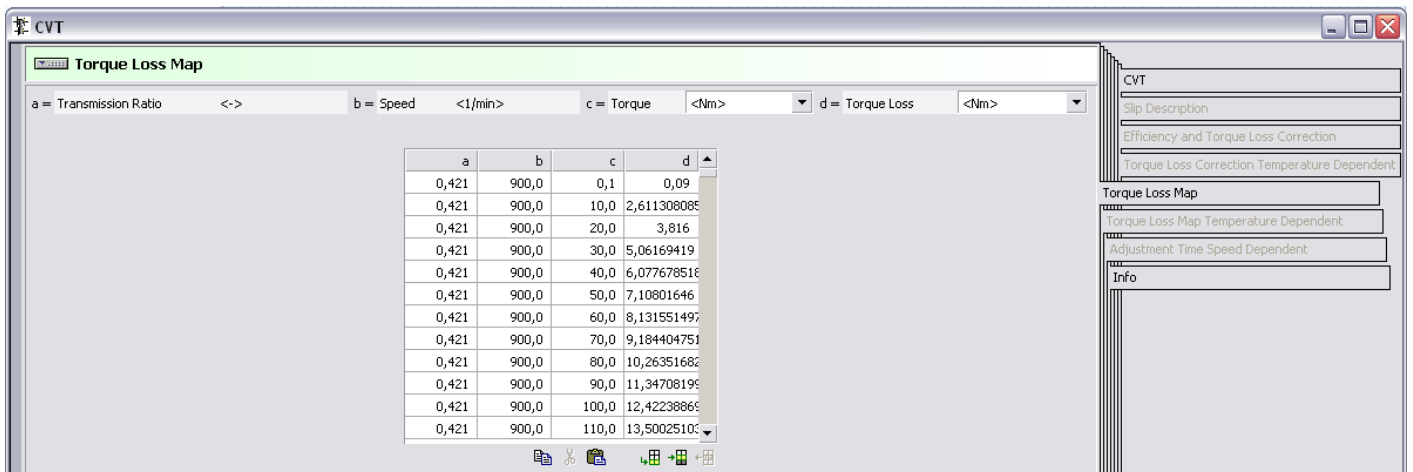 CVT
Torque Loss Map
a = Transmission Ratio <-> b = Speed <1/min> c = Torque <Nm> d = Torque Loss <Nm>
a b c d
0,421 900,0 0,1 0,09
0,421 900,0 10,0 2,611308085
0,421 900,0 20,0 3,816
0,421 900,0 30,0 5,06169419
0,421 900,0 40,0 6,077678518
0,421 900,0 50,0 7,10801646
0,421 900,0 60,0 8,131551497
0,421 900,0 70,0 9,184404751
0,421 900,0 80,0 10,26351682
0,421 900,0 90,0 11,34708199
0,421 900,0 100,0 12,42238869
0,421 900,0 110,0 13,50025103
CVT
Slip Description
Efficiency and Torque Loss Correction
Torque Loss Correction Temperature Dependent
Torque Loss Map
Torque Loss Map Temperature Dependent
Adjustment Time Speed Dependent
Info